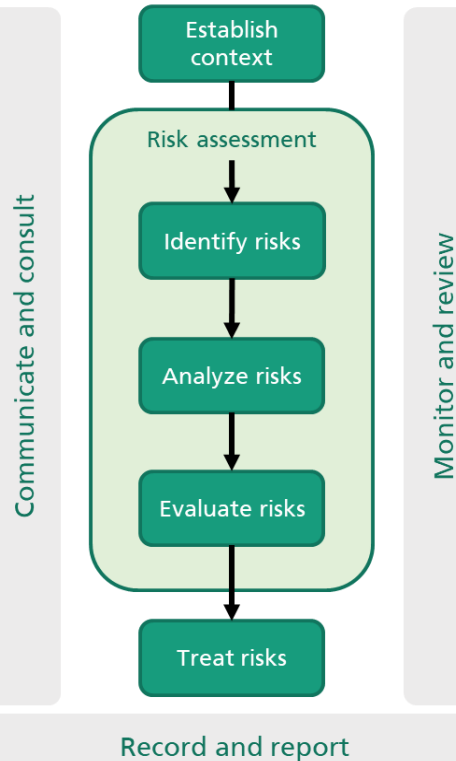 Establish
context
Risk assessment
Identify risks
Analyze risks
Evaluate risks
Treat risks
Communicate and consult
Monitor and review
Record and report